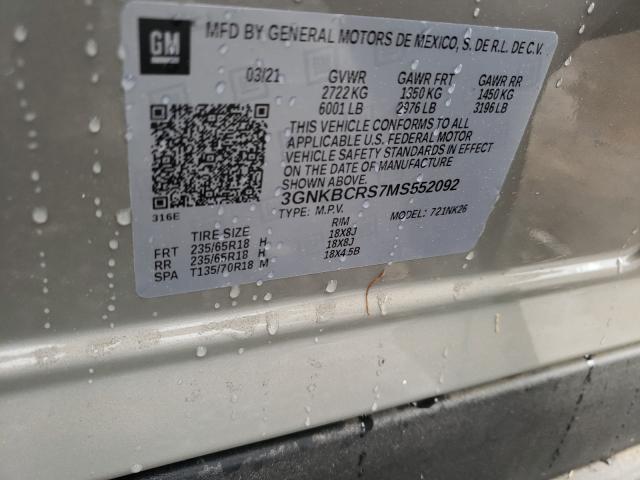 GM
MFD BY GENERAL MOTORS DE MEXICO, S. DE R.L. DE C.V.
03/21 GVWR GAWR FRT GAWR RR
2722 KG 1350 KG 1450 KG
6001 LB 2976 LB 3196 LB
THIS VEHICLE CONFORMS TO ALL
APPLICABLE U.S. FEDERAL MOTOR
VEHICLE SAFETY STANDARDS IN EFFECT
ON THE DATE OF MANUFACTURE
SHOWN ABOVE.
3GNKBCRS7MS552092
TYPE: M.P.V. MODEL: 721NK26
316E
TIRE SIZE RIM
FRT 235/65R18 H 18X8J
RR 235/65R18 H 18X8J
SPA T135/70R18 M 18X4.5B